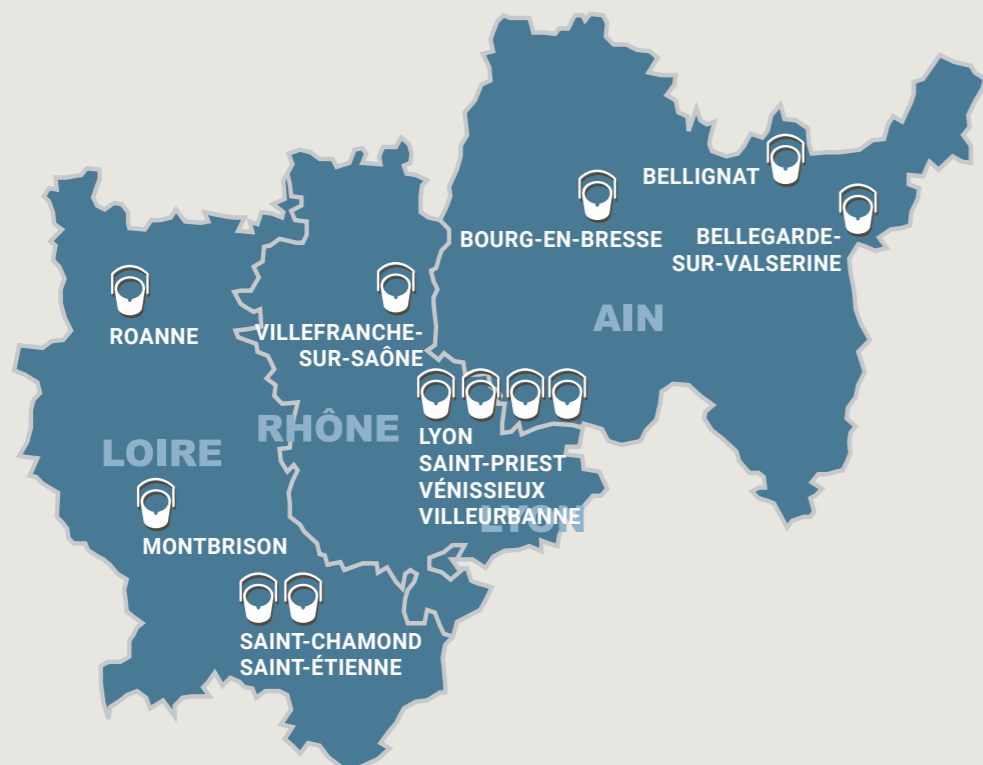 BELLIGNAT
BOURG-EN-BRESSE
BELLEGARDE-
SUR-VALSERINE
AIN
ROANNE
VILLEFRANCHE-
SUR-SAÔNE
RHÔNE
LOIRE
LYON
SAINT-PRIEST
VÉNISSIEUX
VILLEURBANNE
LYON
MONTBRISON
SAINT-CHAMOND
SAINT-ÉTIENNE